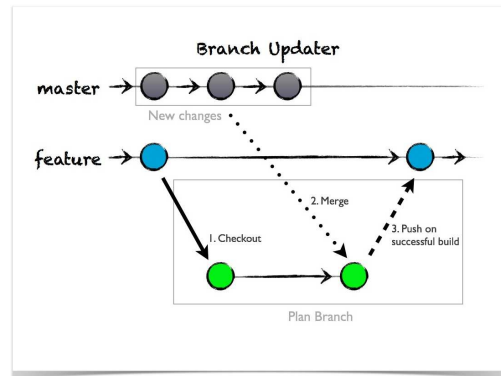 Branch Updater
master
New changes
feature
2. Merge
1. Checkout
3. Push on
successful build
Plan Branch